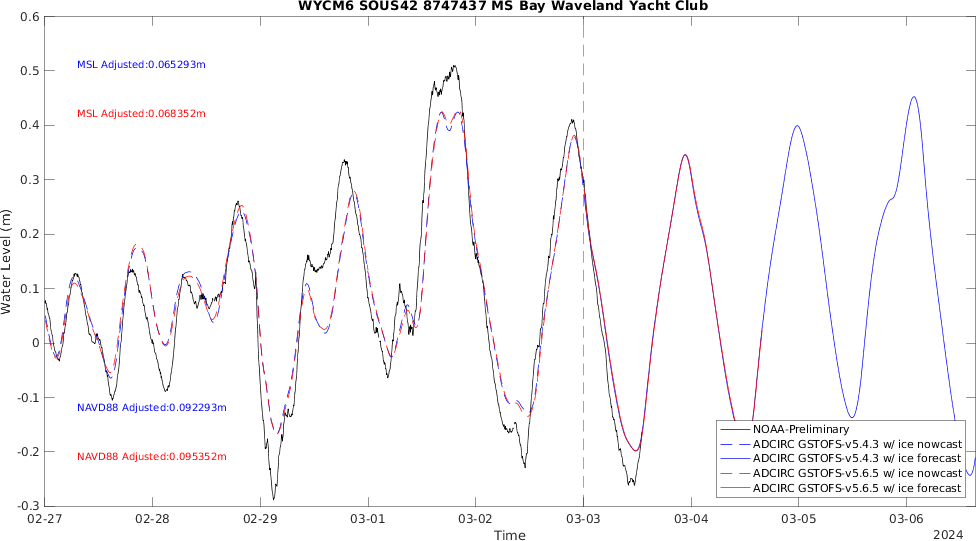 WYCM6 SOUS42 8747437 MS Bay Waveland Yacht Club
Water Level (m)
0.6
0.5
0.4
0.3
0.2
0.1
0
-0.1
-0.2
-0.3
MSL Adjusted:0.065293m
MSL Adjusted:0.068352m
NAVD88 Adjusted:0.092293m
NAVD88 Adjusted:0.095352m
NOAA-Preliminary
ADCIRC GSTOFS-v5.4.3 w/ ice nowcast
ADCIRC GSTOFS-v5.4.3 w/ ice forecast
ADCIRC GSTOFS-v5.6.5 w/ ice nowcast
ADCIRC GSTOFS-v5.6.5 w/ ice forecast
02-27 02-28 02-29 03-01 03-02 03-03 03-04 03-05 03-06
Time
2024